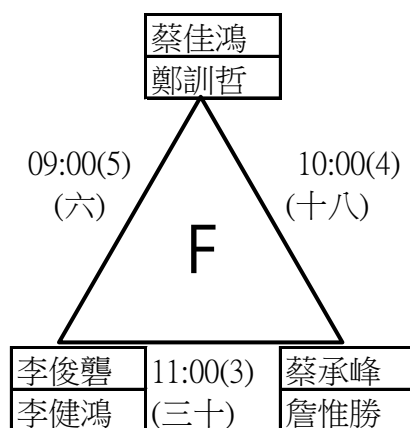 蔡佳鴻
鄭訓哲
09:00(5)
(六)
10:00(4)
(十八)
F
李俊礱
李健鴻
11:00(3)
(三十)
蔡承峰
詹惟勝